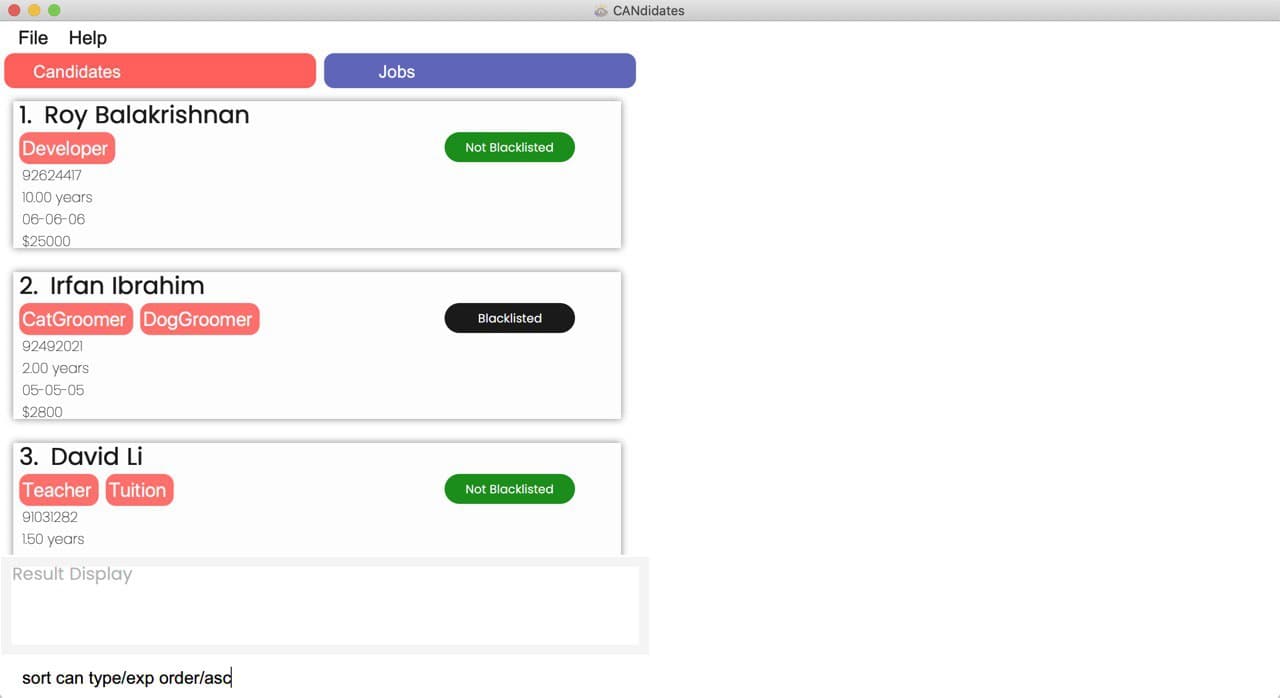 CANdidates
File Help
Candidates Jobs
1. Roy Balakrishnan
Developer Not Blacklisted
92624417
10.00 years
06-06-06
$25000
2. Irfan Ibrahim
CatGroomer DogGroomer Blacklisted
92492021
2.00 years
05-05-05
$2800
3. David Li
Teacher Tuition Not Blacklisted
91031282
1.50 years
Result Display
sort can type/exp order/asc